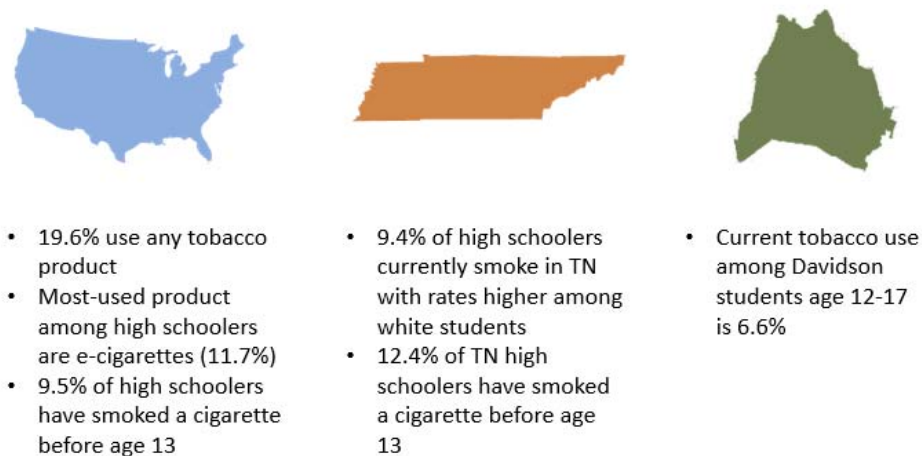 • 19.6% use any tobacco
product
• Most-used product
among high schoolers
are e-cigarettes (11.7%)
• 9.5% of high schoolers
have smoked a cigarette
before age 13
• 9.4% of high schoolers
currently smoke in TN
with rates higher among
white students
• 12.4% of TN high
schoolers have smoked
a cigarette before age
13
• Current tobacco use
among Davidson
students age 12-17
is 6.6%